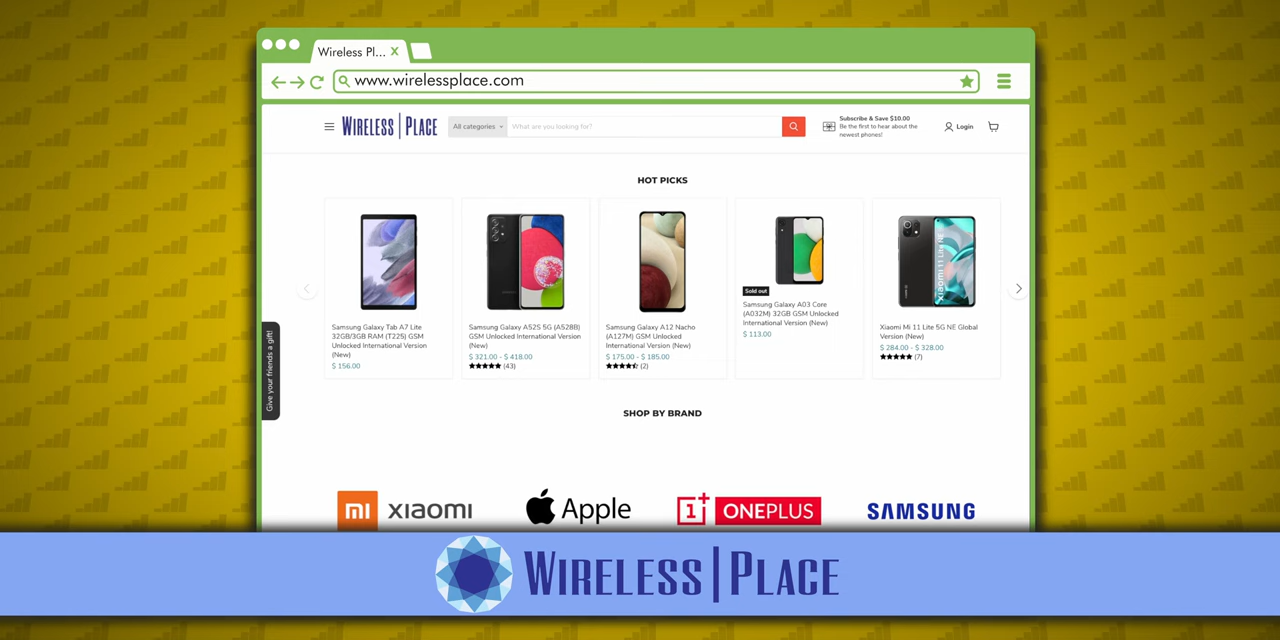 Wireless Pl... X
www.wirelessplace.com
WIRELESS|PLACE
All categories
What are you looking for?
Subscribe & Save $10.00
Be the first to hear about the
newest phones!
Login
HOT PICKS
Samsung Galaxy Tab A7 Lite
32GB/3GB RAM (T225) GSM
Unlocked International Version
(New)
$ 156.00
Samsung Galaxy A52S 5G (A528B)
GSM Unlocked International Version
(New)
$ 321.00 - $ 418.00
(43)
Samsung Galaxy A12 Nacho
(A127M) GSM Unlocked
International Version (New)
$ 175.00 - $ 185.00
(2)
Sold out
Samsung Galaxy A03 Core
(A032M) 32GB GSM Unlocked
International Version (New)
$ 113.00
Xiaomi 11 Lite 5G NE
Xiaomi Mi 11 Lite 5G NE Global
Version (New)
$ 284.00 - $ 328.00
(7)
Give your friends a gift!
SHOP BY BRAND
mi xiaomi
Apple
1+ ONEPLUS
SAMSUNG
WIRELESS|PLACE